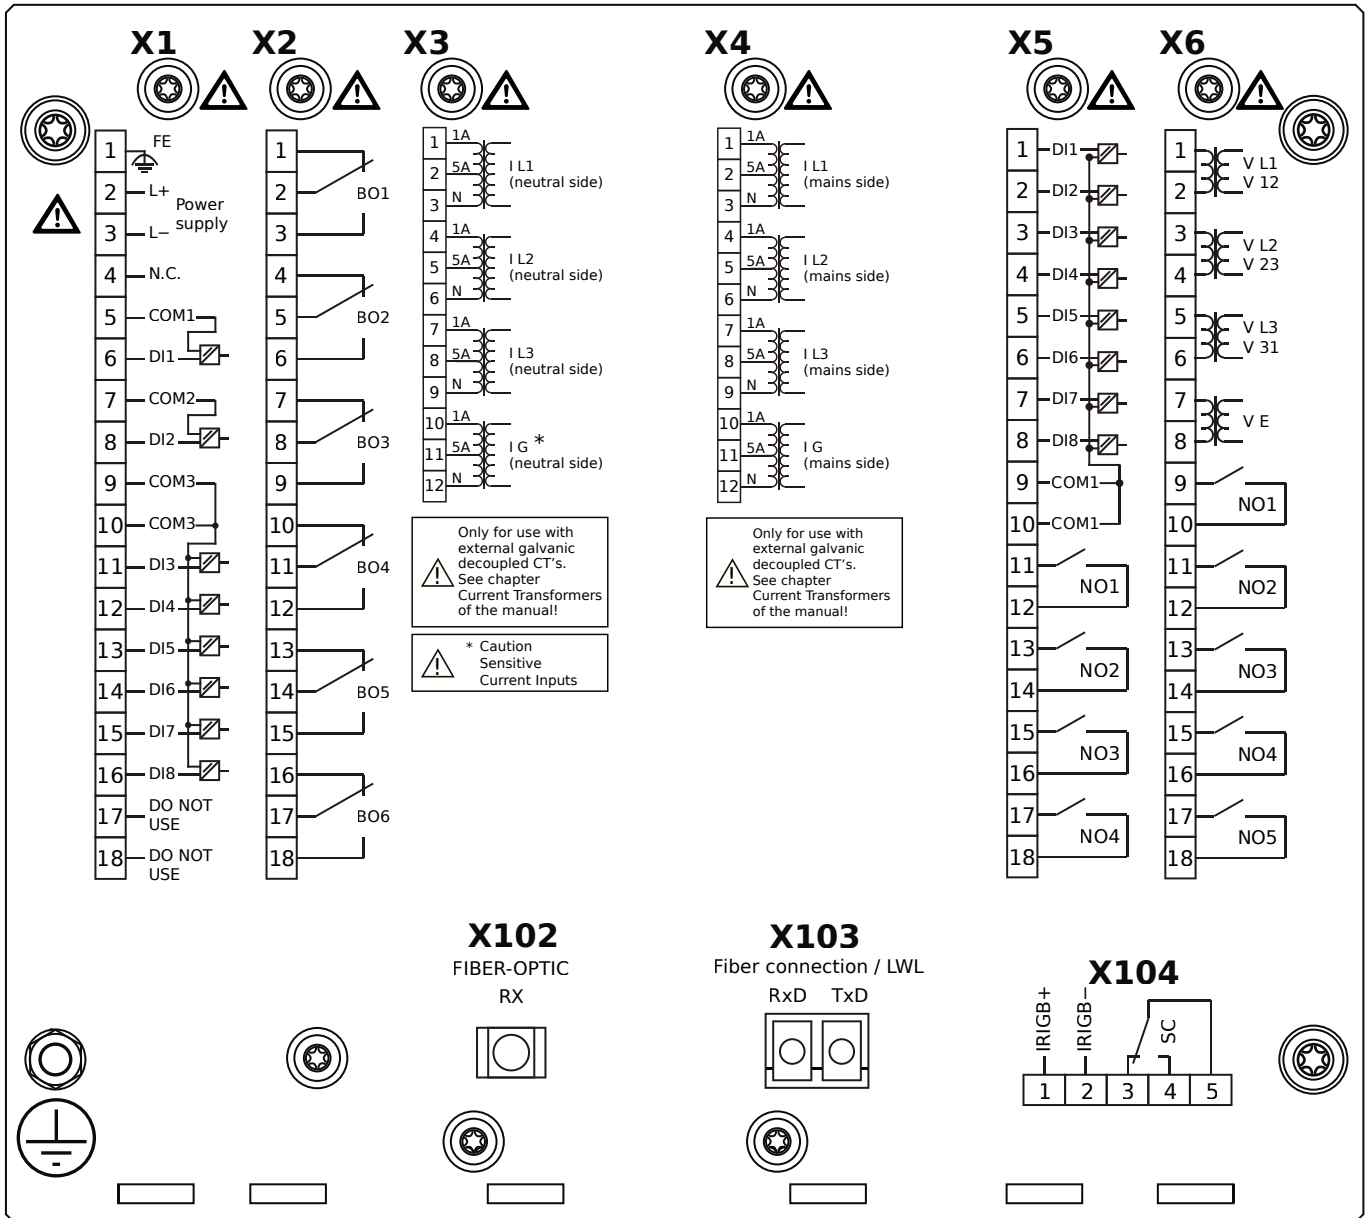 X1
1
FE
2
L+
Power
supply
3
L−
4
N.C.
5
COM1
6
DI1
7
COM2
8
DI2
9
COM3
10
COM3
11
DI3
12
DI4
13
DI5
14
DI6
15
DI7
16
DI8
17
DO NOT
USE
18
DO NOT
USE
X2
1
2
BO1
3
4
5
BO2
6
7
8
BO3
9
10
11
BO4
12
13
14
BO5
15
16
17
BO6
18
X3
1
1A
2
5A
I L1
(neutral side)
3
N
4
1A
5
5A
I L2
(neutral side)
6
N
7
1A
8
5A
I L3
(neutral side)
9
N
10
1A
11
5A
I G *
(neutral side)
12
N
Only for use with
external galvanic
decoupled CT’s.
See chapter
Current Transformers
of the manual!
* Caution
Sensitive
Current Inputs
X4
1
1A
2
5A
I L1
(mains side)
3
N
4
1A
5
5A
I L2
(mains side)
6
N
7
1A
8
5A
I L3
(mains side)
9
N
10
1A
11
5A
I G
(mains side)
12
N
Only for use with
external galvanic
decoupled CT’s.
See chapter
Current Transformers
of the manual!
X5
1
DI1
2
DI2
3
DI3
4
DI4
5
DI5
6
DI6
7
DI7
8
DI8
9
COM1
10
COM1
11
NO1
12
13
NO2
14
15
NO3
16
17
NO4
18
X6
1
V L1
V 12
2
3
V L2
V 23
4
5
V L3
V 31
6
7
V E
8
9
NO1
10
11
NO2
12
13
NO3
14
15
NO4
16
17
NO5
18
X102
FIBER-OPTIC
RX
X103
Fiber connection / LWL
RxD TxD
X104
IRIGB+
IRIGB−
SC
1 2 3 4 5